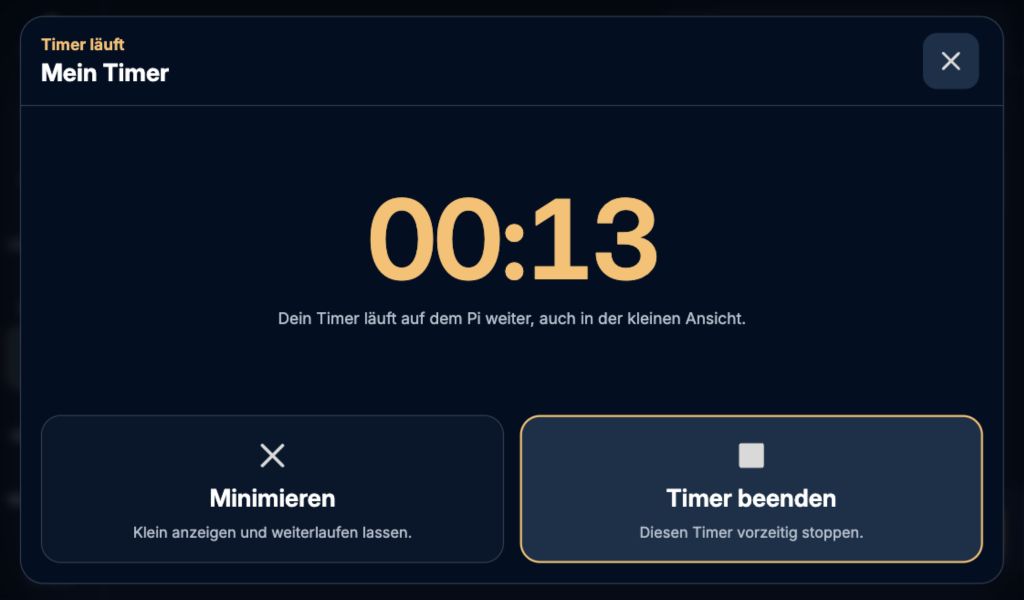 Timer läuft
Mein Timer
00:13
Dein Timer läuft auf dem Pi weiter, auch in der kleinen Ansicht.
Minimieren
Klein anzeigen und weiterlaufen lassen.
Timer beenden
Diesen Timer vorzeitig stoppen.